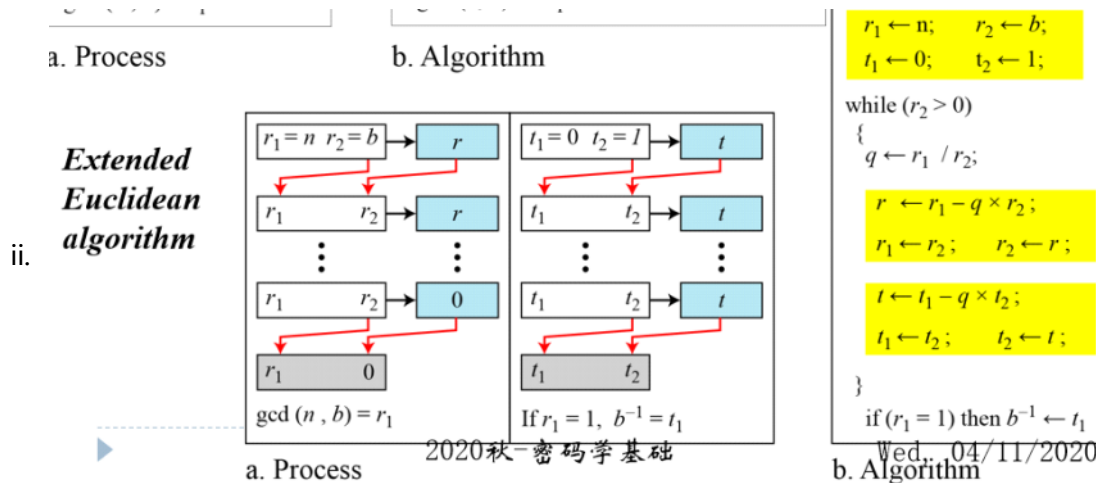 a. Process
b. Algorithm
Extended
Euclidean
algorithm
ii.
r₁ = n r₂ = b
r
t₁ = 0 t₂ = 1
t
r₁ r₂
r
t₁ t₂
t
r₁ r₂
0
t₁ t₂
t
r₁ 0
t₁ t₂
gcd (n , b) = r₁
If r₁ = 1, b⁻¹ = t₁
a. Process
2020秋-密码学基础
r₁ ← n; r₂ ← b;
t₁ ← 0; t₂ ← 1;
while (r₂ > 0)
{
q ← r₁ / r₂;
r ← r₁ − q × r₂ ;
r₁ ← r₂ ; r₂ ← r ;
t ← t₁ − q × t₂ ;
t₁ ← t₂ ; t₂ ← t ;
}
if (r₁ = 1) then b⁻¹ ← t₁
Wed, 04/11/2020
b. Algorithm